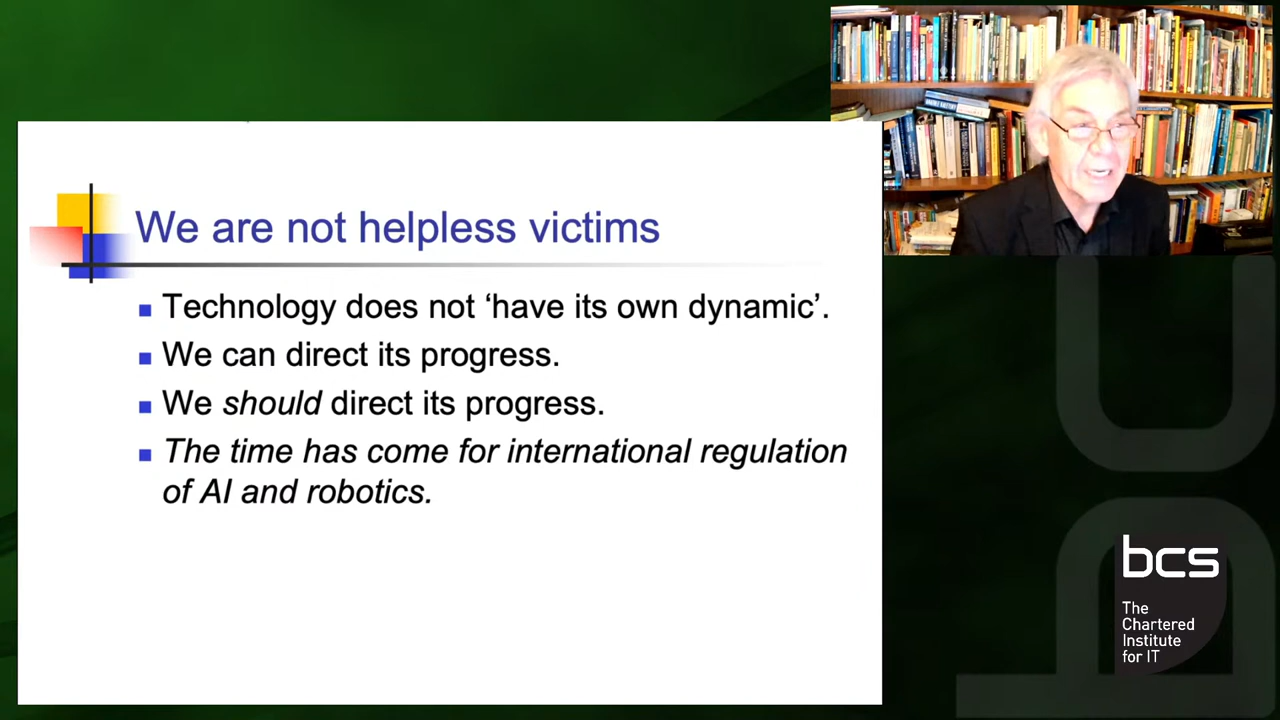 We are not helpless victims
Technology does not ‘have its own dynamic’.
We can direct its progress.
We should direct its progress.
The time has come for international regulation
of AI and robotics.
bcs
The
Chartered
Institute
for IT